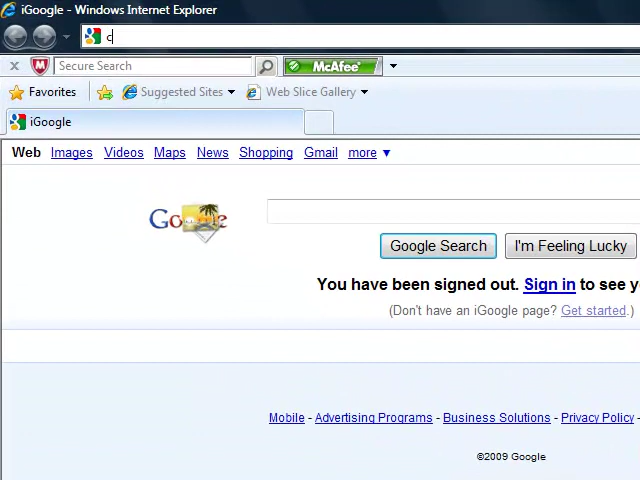 iGoogle - Windows Internet Explorer
c
Secure Search McAfee
Favorites Suggested Sites Web Slice Gallery
iGoogle
Web Images Videos Maps News Shopping Gmail more
Google
Google Search I'm Feeling Lucky
You have been signed out. Sign in to see
(Don't have an iGoogle page? Get started.)
Mobile - Advertising Programs - Business Solutions - Privacy Policy -
©2009 Google